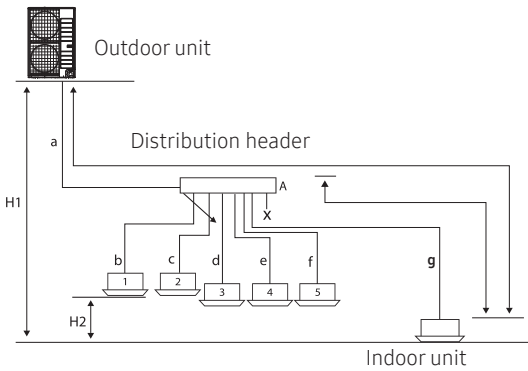 Outdoor unit
a
Distribution header
H1
A
X
b
c
d
e
f
g
1
2
3
4
5
H2
Indoor unit